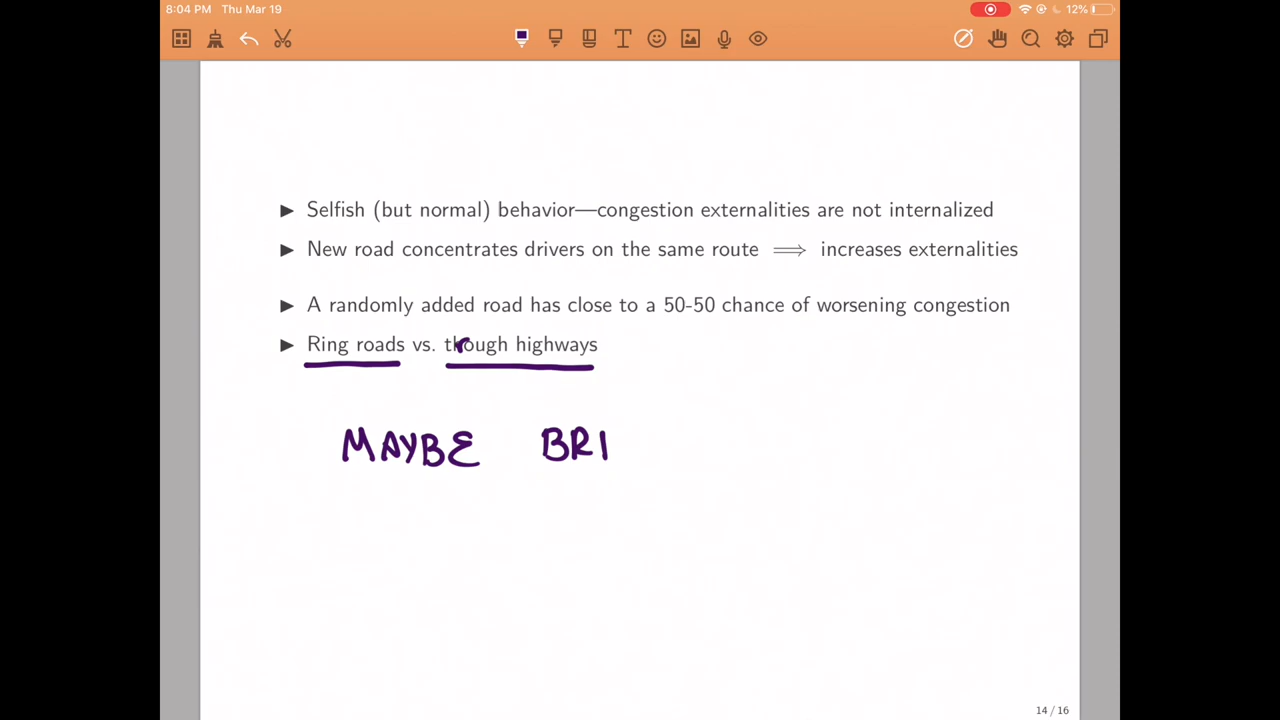 8:04 PM Thu Mar 19 12%
Selfish (but normal) behavior—congestion externalities are not internalized
New road concentrates drivers on the same route ⟹ increases externalities
A randomly added road has close to a 50-50 chance of worsening congestion
Ring roads vs. through highways
MAYBE BRI
14 / 16